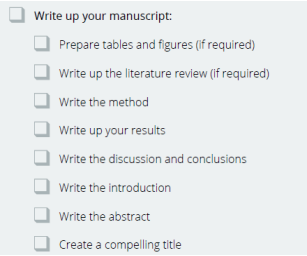 Write up your manuscript:
Prepare tables and figures (if required)
Write up the literature review (if required)
Write the method
Write up your results
Write the discussion and conclusions
Write the introduction
Write the abstract
Create a compelling title